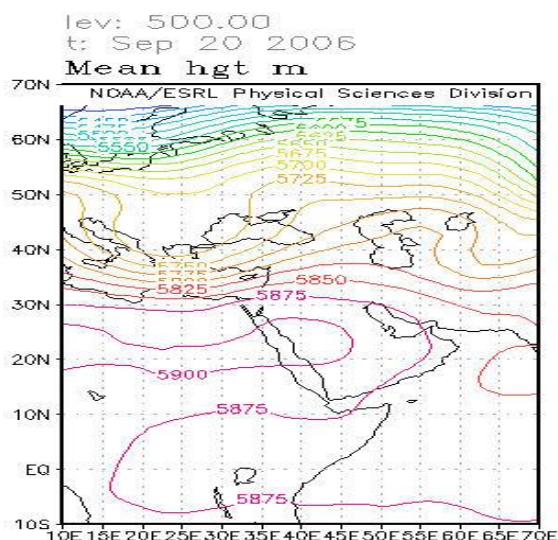 lev: 500.00
t: Sep 20 2006
Mean hgt m
NOAA/ESRL Physical Sciences Division
70N
60N
50N
40N
30N
20N
10N
EQ
10S
5550
5675
5700
5725
5825
5850
5875
5900
5875
5875
10E 15E 20E 25E 30E 35E 40E 45E 50E 55E 60E 65E 70E